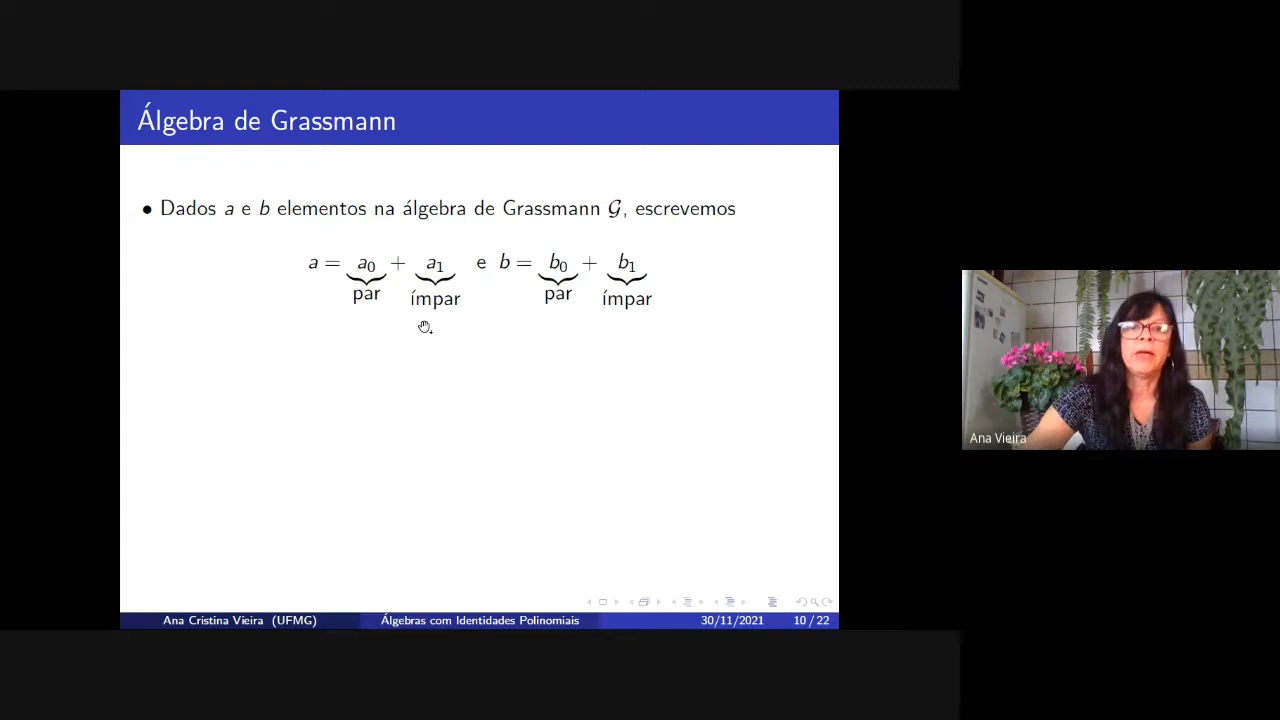 Álgebra de Grassmann
• Dados a e b elementos na álgebra de Grassmann 𝒢, escrevemos
a = a₀ + a₁ e b = b₀ + b₁
par ímpar par ímpar
Ana Vieira
Ana Cristina Vieira (UFMG) Álgebras com Identidades Polinomiais 30/11/2021 10 / 22